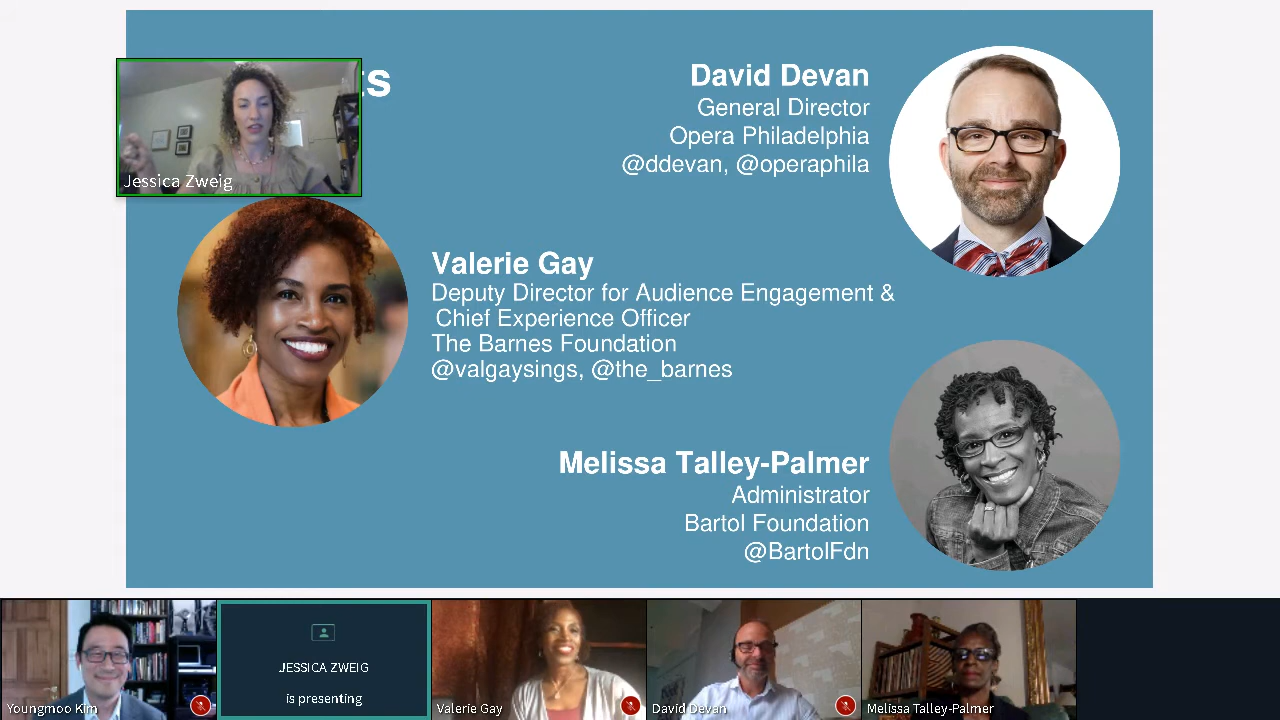 ts
Jessica Zweig
David Devan
General Director
Opera Philadelphia
@ddevan, @operaphila
Valerie Gay
Deputy Director for Audience Engagement &
Chief Experience Officer
The Barnes Foundation
@valgaysings, @the_barnes
Melissa Talley-Palmer
Administrator
Bartol Foundation
@BartolFdn
Youngmoo Kim
JESSICA ZWEIG
is presenting
Valerie Gay
David Devan
Melissa Talley-Palmer